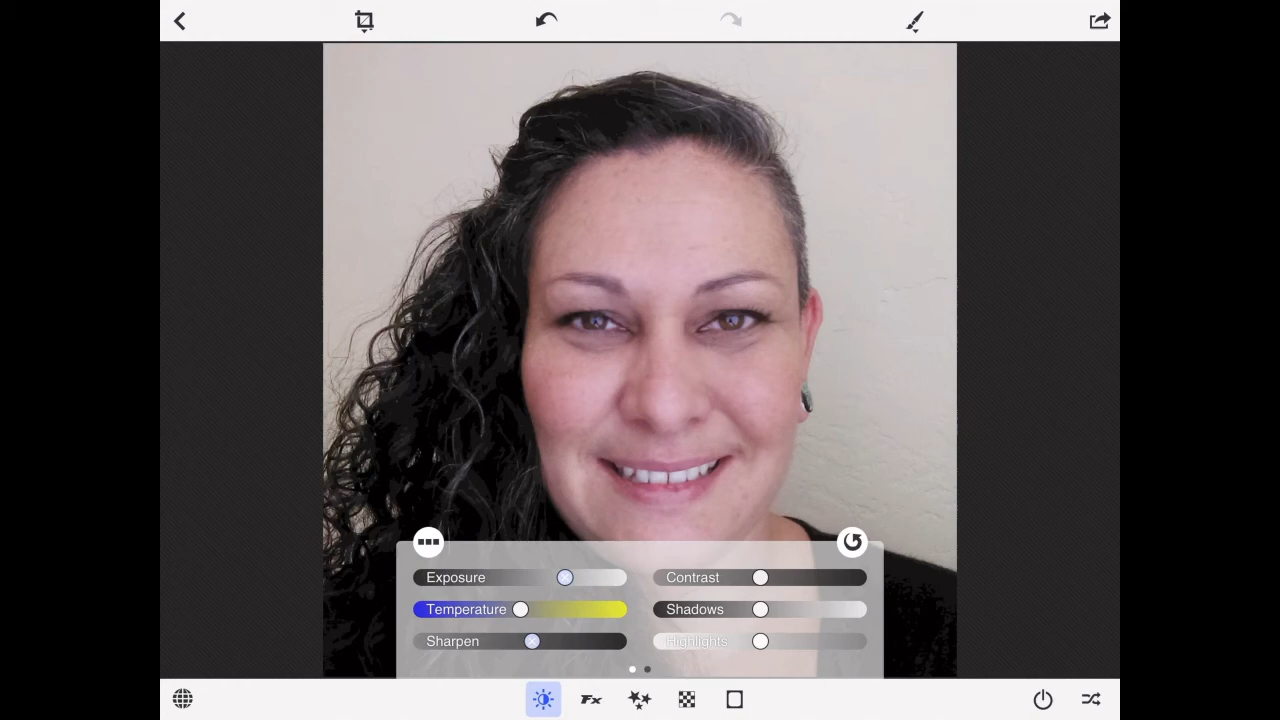 Exposure
Contrast
Temperature
Shadows
Sharpen
Highlights
Fx